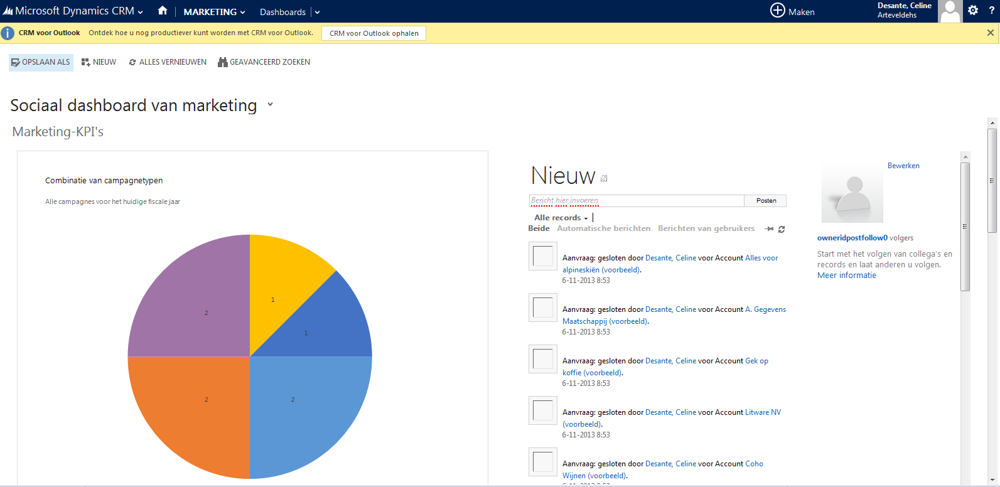 Microsoft Dynamics CRM
MARKETING
Dashboards
Maken
Desante, Celine
Arteveldehs
?
CRM voor Outlook Ontdek hoe u nog productiever kunt worden met CRM voor Outlook.
CRM voor Outlook ophalen
OPSLAAN ALS
NIEUW
ALLES VERNIEUWEN
GEAVANCEERD ZOEKEN
Sociaal dashboard van marketing
Marketing-KPI's
Combinatie van campagnetypen
Alle campagnes voor het huidige fiscale jaar
2
1
1
2
2
Nieuw
Bericht hier invoeren
Posten
Alle records
Beide Automatische berichten Berichten van gebruikers
Aanvraag: gesloten door Desante, Celine voor Account Alles voor
alpineskiën (voorbeeld).
6-11-2013 8:53
Aanvraag: gesloten door Desante, Celine voor Account A. Gegevens
Maatschappij (voorbeeld).
6-11-2013 8:53
Aanvraag: gesloten door Desante, Celine voor Account Gek op
koffie (voorbeeld).
6-11-2013 8:53
Aanvraag: gesloten door Desante, Celine voor Account Litware NV
(voorbeeld).
6-11-2013 8:53
Aanvraag: gesloten door Desante, Celine voor Account Coho
Wijnen (voorbeeld).
Bewerken
owneridpostfollow0 volgers
Start met het volgen van collega's en
records en laat anderen u volgen.
Meer informatie